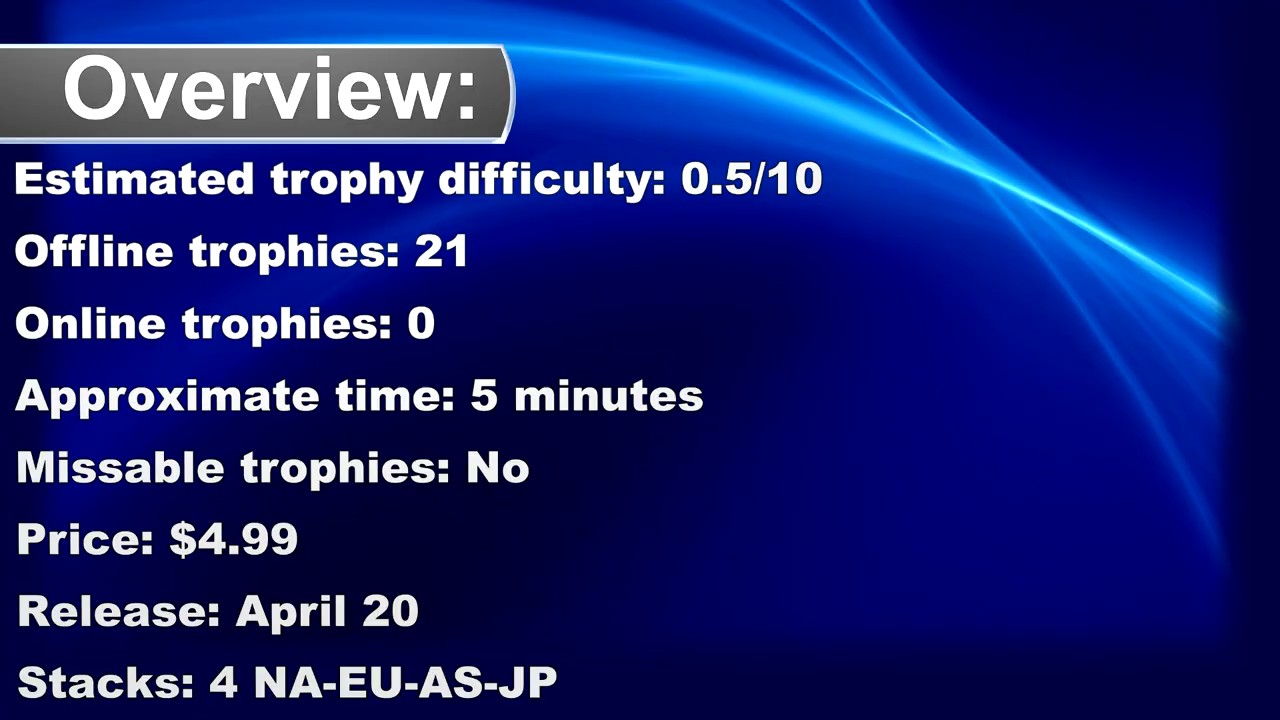 Overview:
Estimated trophy difficulty: 0.5/10
Offline trophies: 21
Online trophies: 0
Approximate time: 5 minutes
Missable trophies: No
Price: $4.99
Release: April 20
Stacks: 4 NA-EU-AS-JP